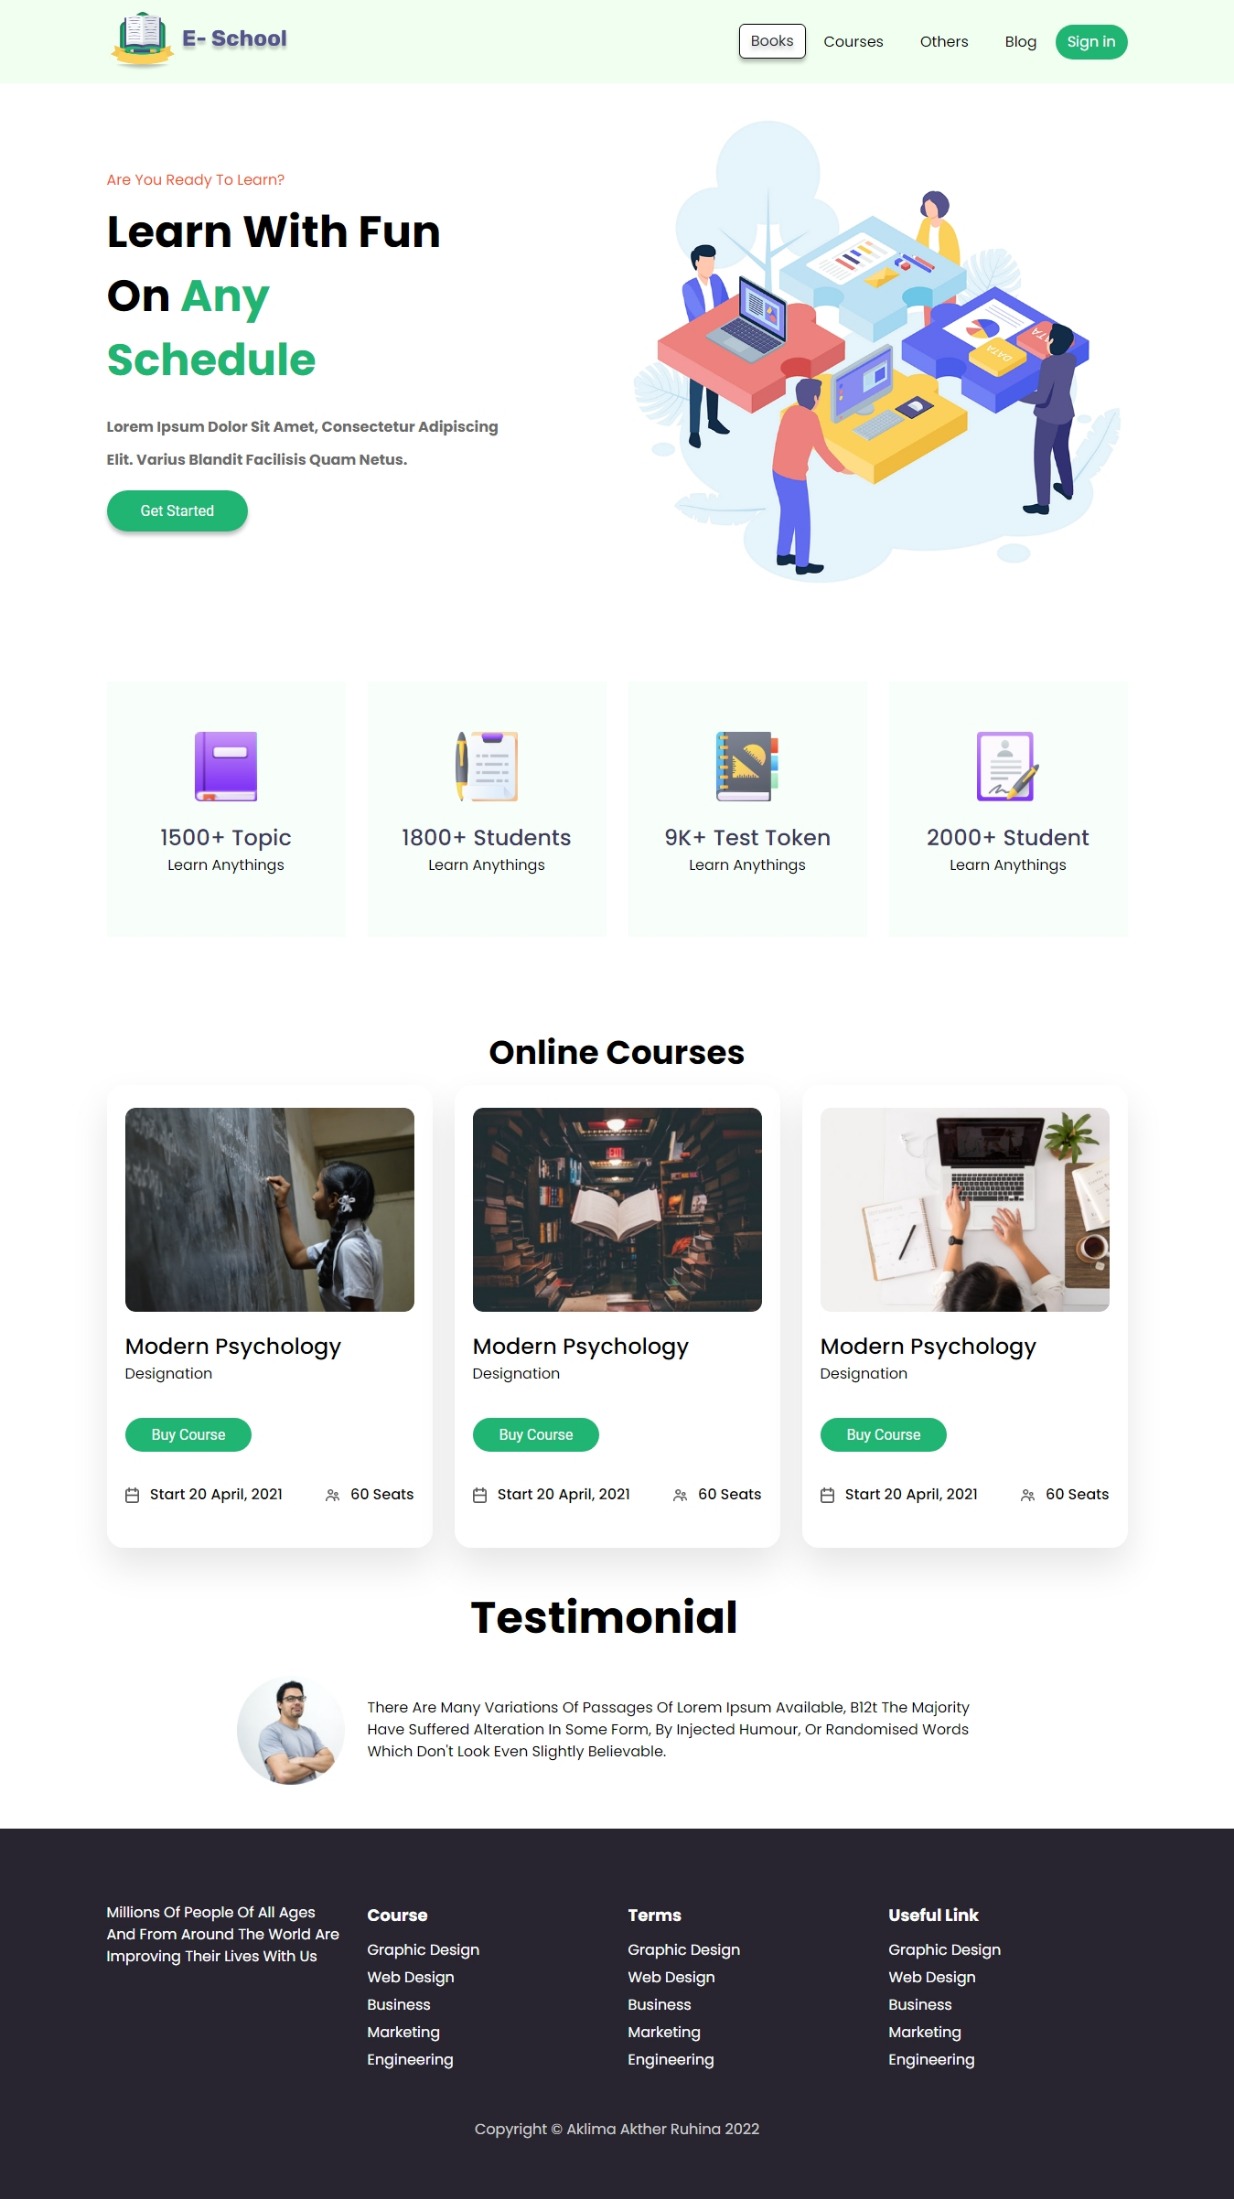 E- School
Books
Courses
Others
Blog
Sign in
Are You Ready To Learn?
Learn With Fun
On Any
Schedule
Lorem Ipsum Dolor Sit Amet, Consectetur Adipiscing
Elit. Varius Blandit Facilisis Quam Netus.
Get Started
DATA
1500+ Topic
Learn Anythings
1800+ Students
Learn Anythings
9K+ Test Token
Learn Anythings
2000+ Student
Learn Anythings
Online Courses
EXIT
Modern Psychology
Designation
Buy Course
Start 20 April, 2021
60 Seats
Modern Psychology
Designation
Buy Course
Start 20 April, 2021
60 Seats
Modern Psychology
Designation
Buy Course
Start 20 April, 2021
60 Seats
Testimonial
There Are Many Variations Of Passages Of Lorem Ipsum Available, B12t The Majority
Have Suffered Alteration In Some Form, By Injected Humour, Or Randomised Words
Which Don't Look Even Slightly Believable.
Millions Of People Of All Ages
And From Around The World Are
Improving Their Lives With Us
Course
Graphic Design
Web Design
Business
Marketing
Engineering
Terms
Graphic Design
Web Design
Business
Marketing
Engineering
Useful Link
Graphic Design
Web Design
Business
Marketing
Engineering
Copyright © Aklima Akther Ruhina 2022